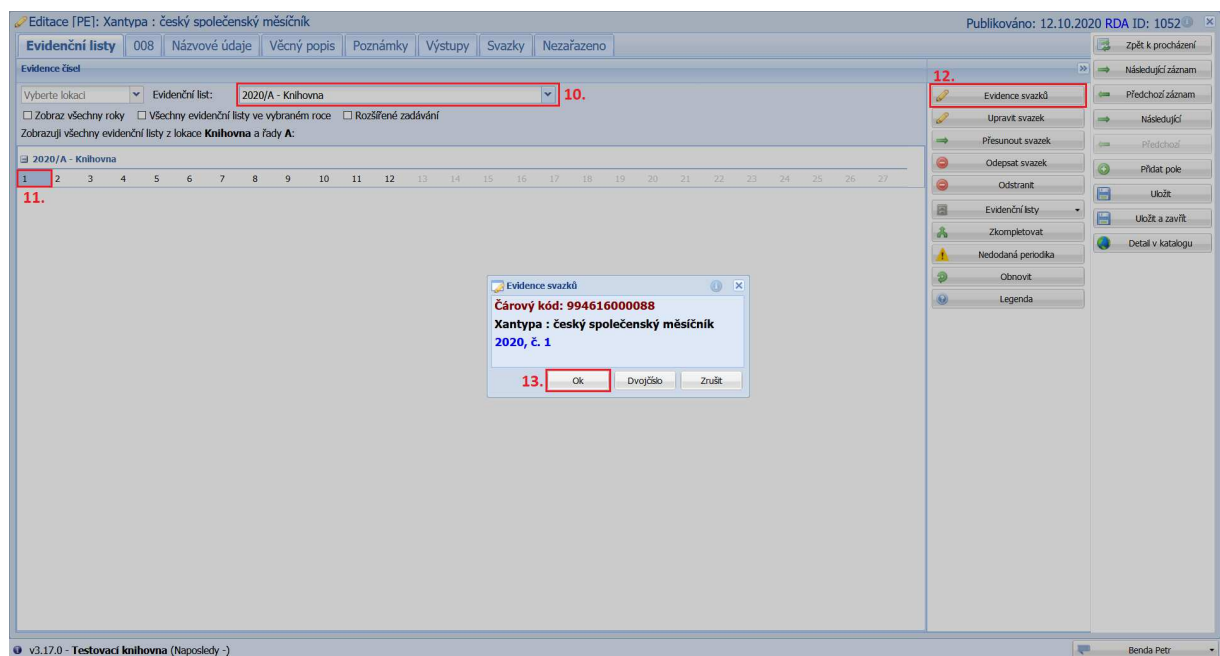 Editace [PE]: Xantypa : český společenský měsíčník
Publikováno: 12.10.2020 RDA ID: 1052
Evidenční listy 008 Názvové údaje Věcný popis Poznámky Výstupy Svazky Nezařazeno
Evidence čísel
Vyberte lokaci Evidenční list: 2020/A - Knihovna 10.
Zobraz všechny roky Všechny evidenční listy ve vybraném roce Rozšířené zadávání
Zobrazuji všechny evidenční listy z lokace Knihovna a řady A:
2020/A - Knihovna
1 2 3 4 5 6 7 8 9 10 11 12 13 14 15 16 17 18 19 20 21 22 23 24 25 26 27
11.
Evidence svazků
Čárový kód: 994616000088
Xantypa : český společenský měsíčník
2020, č. 1
13. Ok Dvojčíslo Zrušit
12.
Evidence svazků
Upravit svazek
Přesunout svazek
Odepsat svazek
Odstranit
Evidenční listy
Zkompletovat
Nedodaná periodika
Obnovit
Legenda
Zpět k procházení
Následující záznam
Předchozí záznam
Následující
Předchozí
Přidat pole
Uložit
Uložit a zavřít
Detail v katalogu
v3.17.0 - Testovací knihovna (Naposledy -)
Benda Petr